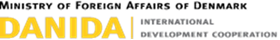 MINISTRY OF FOREIGN AFFAIRS OF DENMARK
DANIDA
INTERNATIONAL
DEVELOPMENT COOPERATION